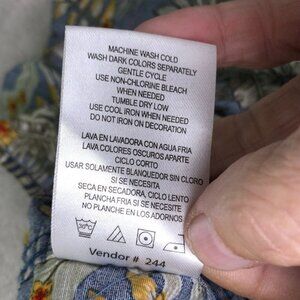 MACHINE WASH COLD
WASH DARK COLORS SEPARATELY
GENTLE CYCLE
USE NON-CHLORINE BLEACH
WHEN NEEDED
TUMBLE DRY LOW
USE COOL IRON WHEN NEEDED
DO NOT IRON ON DECORATION
LAVA EN LAVADORA CON AGUA FRIA
LAVA COLORES OSCUROS APARTE
CICLO CORTO
USAR SOLAMENTE BLANQUEDOR SIN CLORO
SI SE NECESITA
SECA EN SECADORA, CICLO LENTO
PLANCHA FRIA SI SE NECESITA
NO PLANCHE EN LOS ADORNOS
30°C
Vendor # 244